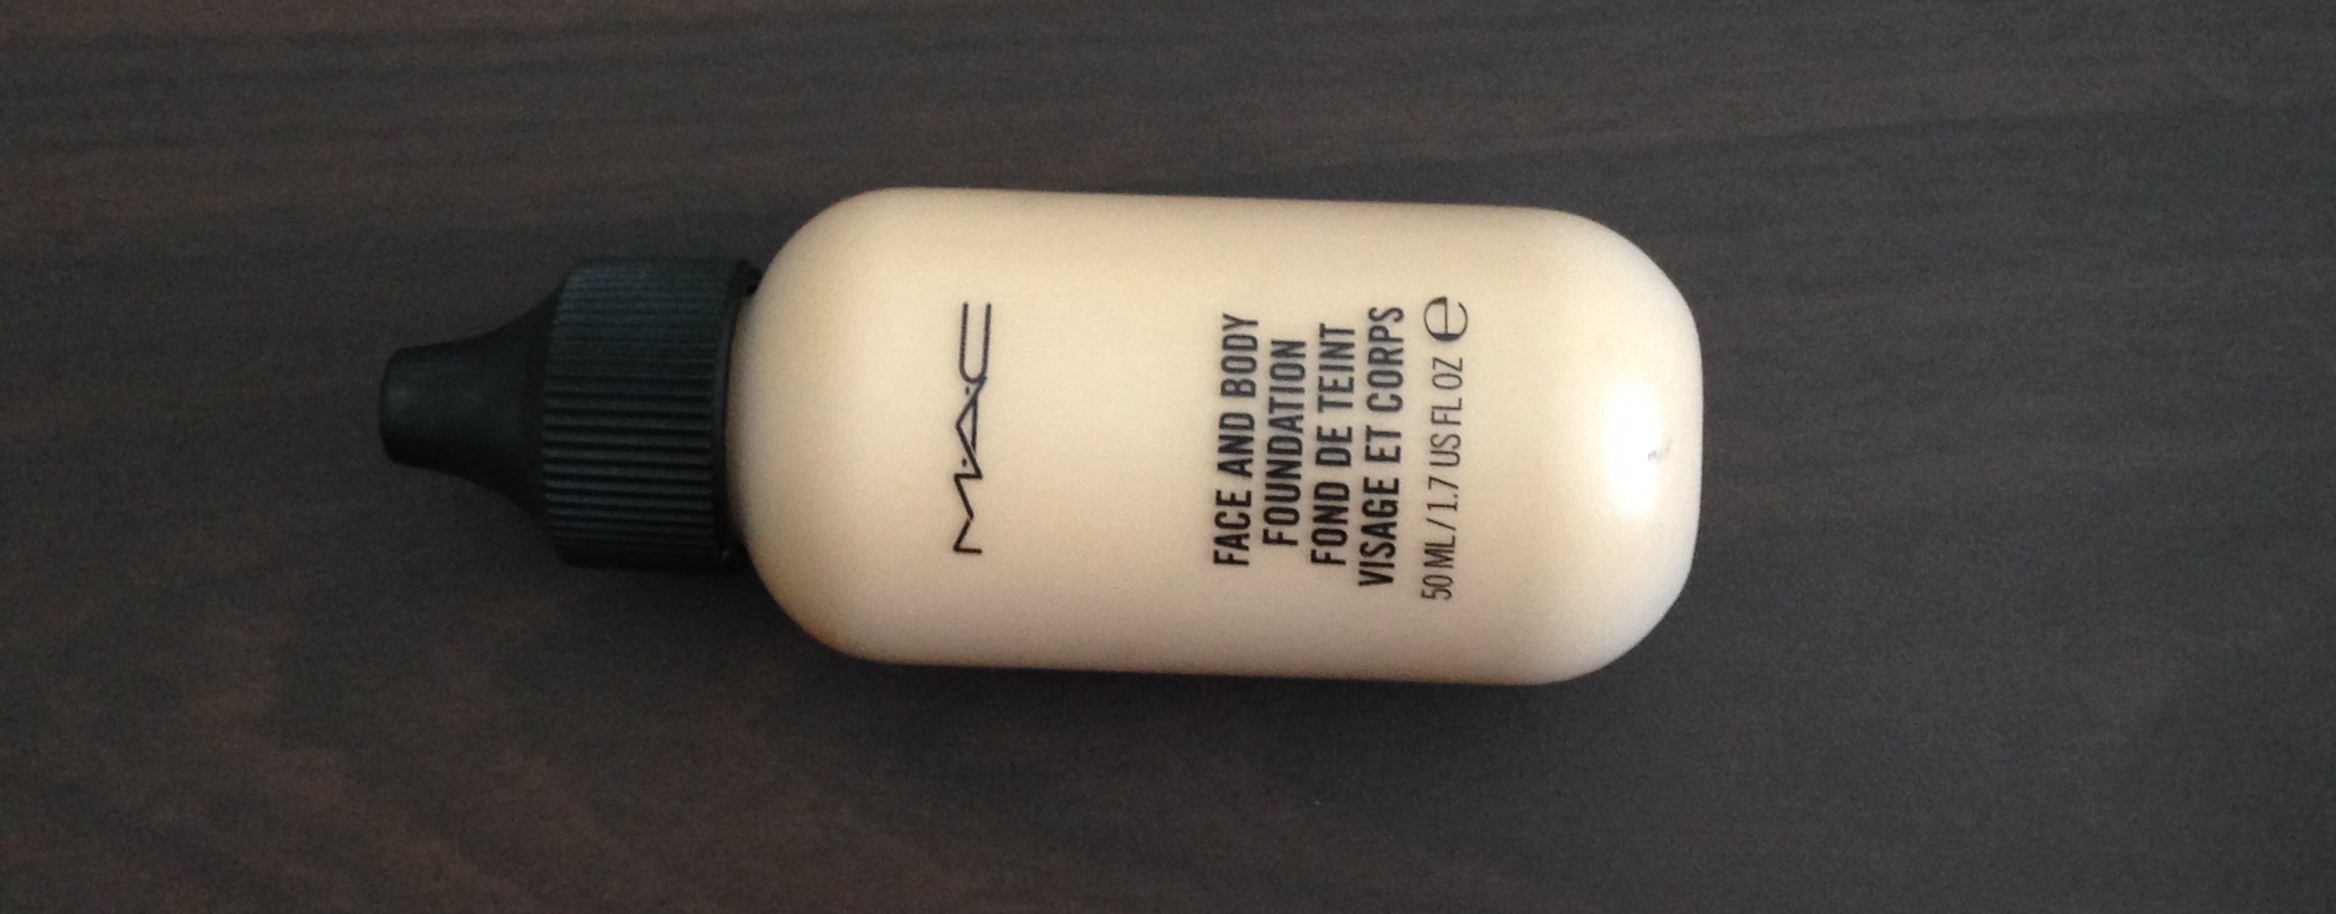 M·A·C
FACE AND BODY
FOUNDATION
FOND DE TEINT
VISAGE ET CORPS
50 ML / 1.7 US FL OZ ℮